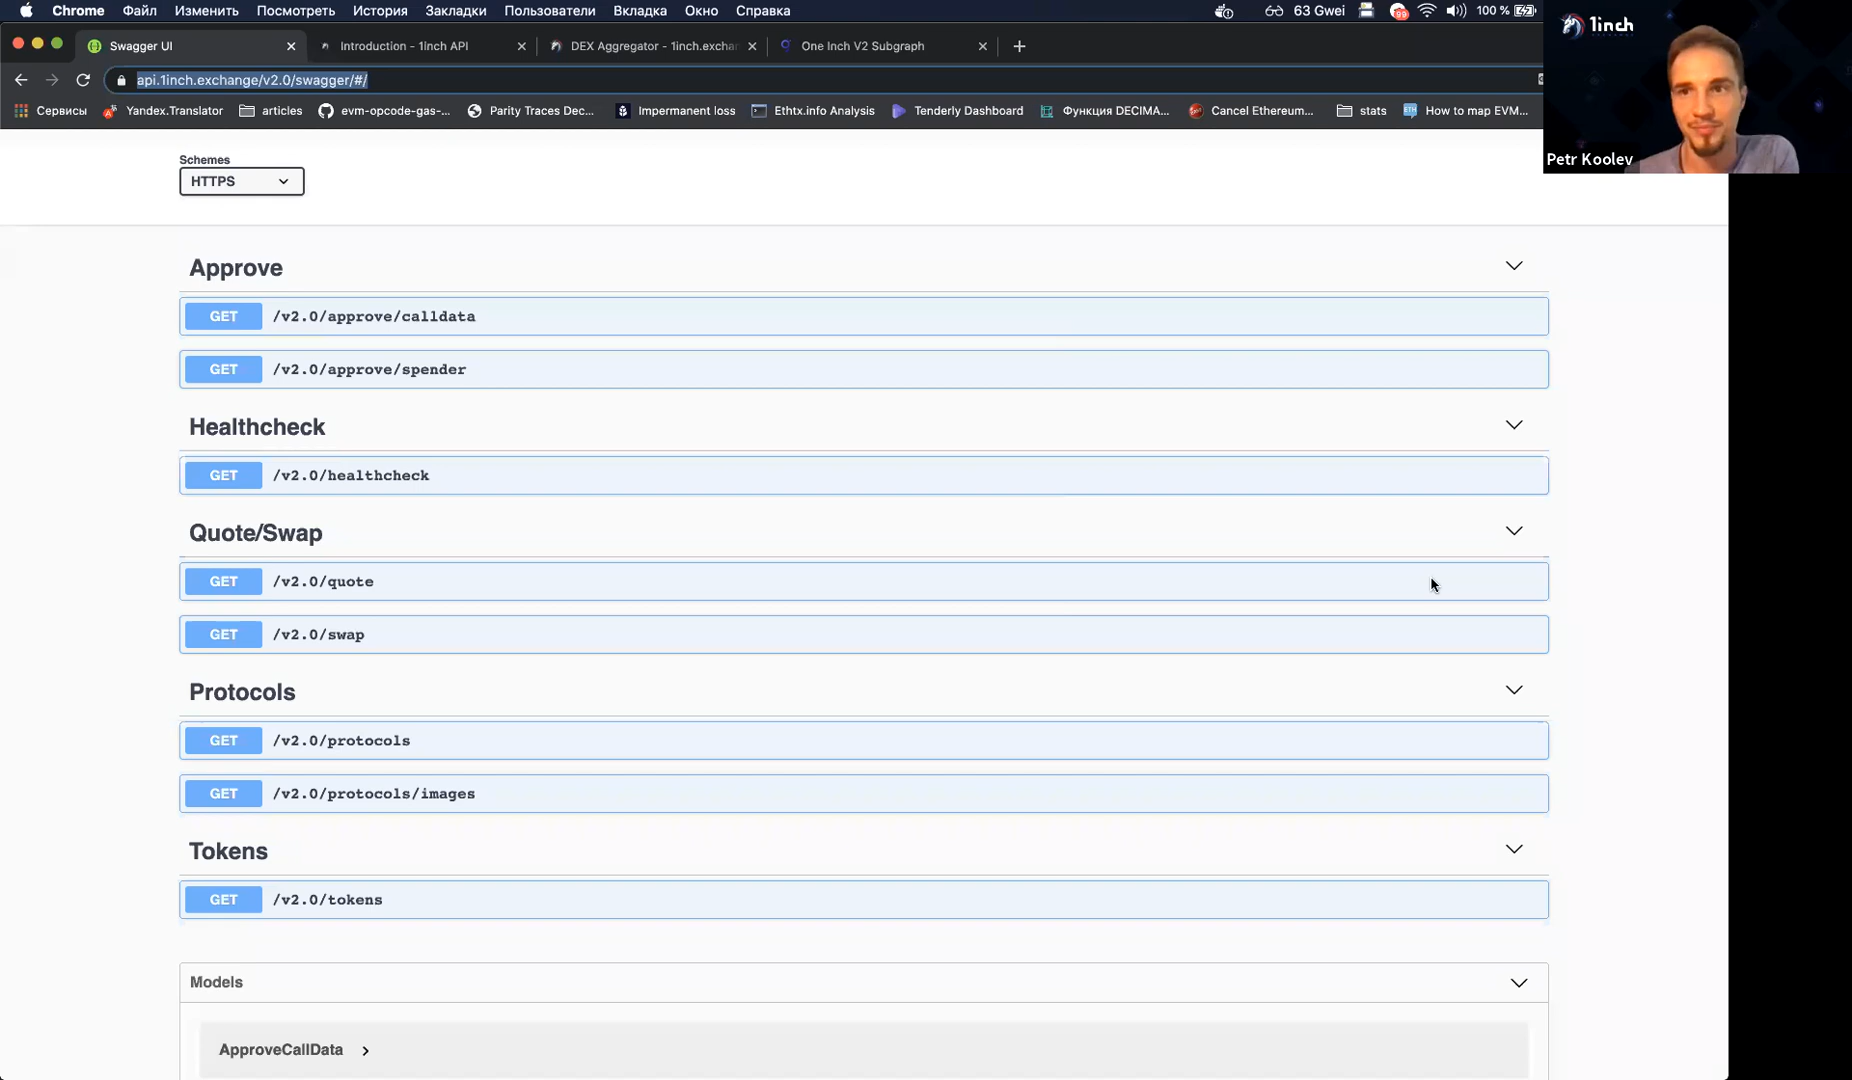 Chrome Файл Изменить Посмотреть История Закладки Пользователи Вкладка Окно Справка 63 Gwei 99 100 %
Swagger UI Introduction - 1inch API DEX Aggregator - 1inch.exchan One Inch V2 Subgraph
api.1inch.exchange/v2.0/swagger/#/
Сервисы Yandex.Translator articles evm-opcode-gas-... Parity Traces Dec... Impermanent loss Ethtx.info Analysis Tenderly Dashboard Функция DECIMA... Cancel Ethereum... stats How to map EVM...
1inch
Petr Koolev
Schemes
HTTPS
Approve
GET /v2.0/approve/calldata
GET /v2.0/approve/spender
Healthcheck
GET /v2.0/healthcheck
Quote/Swap
GET /v2.0/quote
GET /v2.0/swap
Protocols
GET /v2.0/protocols
GET /v2.0/protocols/images
Tokens
GET /v2.0/tokens
Models
ApproveCallData